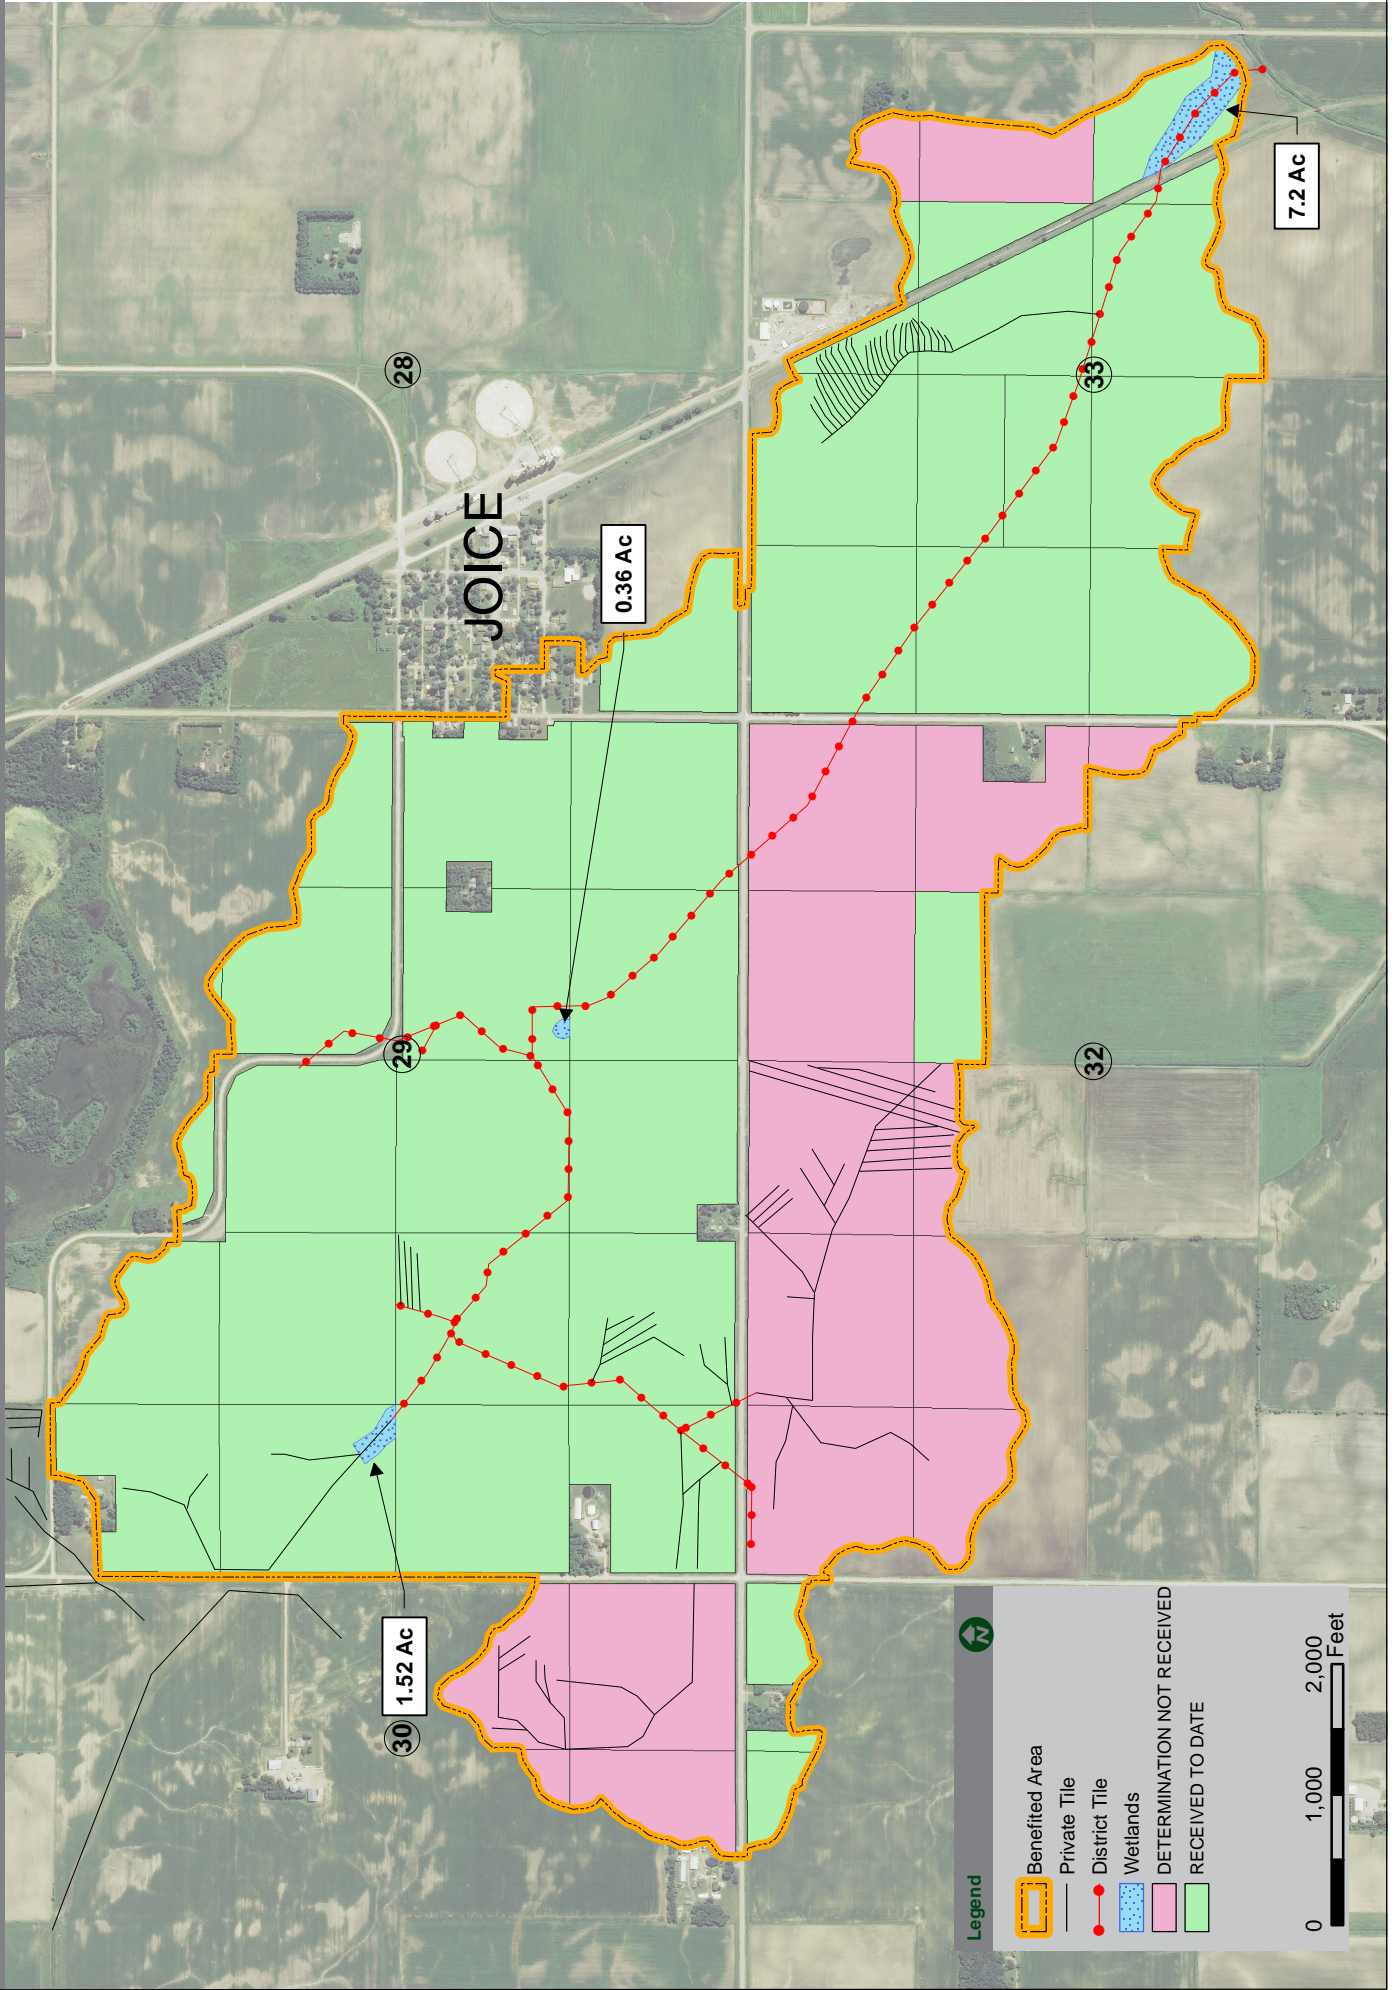 28
JOICE
0.36 Ac
7.2 Ac
33
29
32
30
1.52 Ac
Legend
N
Benefited Area
Private Tile
District Tile
Wetlands
DETERMINATION NOT RECEIVED
RECEIVED TO DATE
0 1,000 2,000
Feet